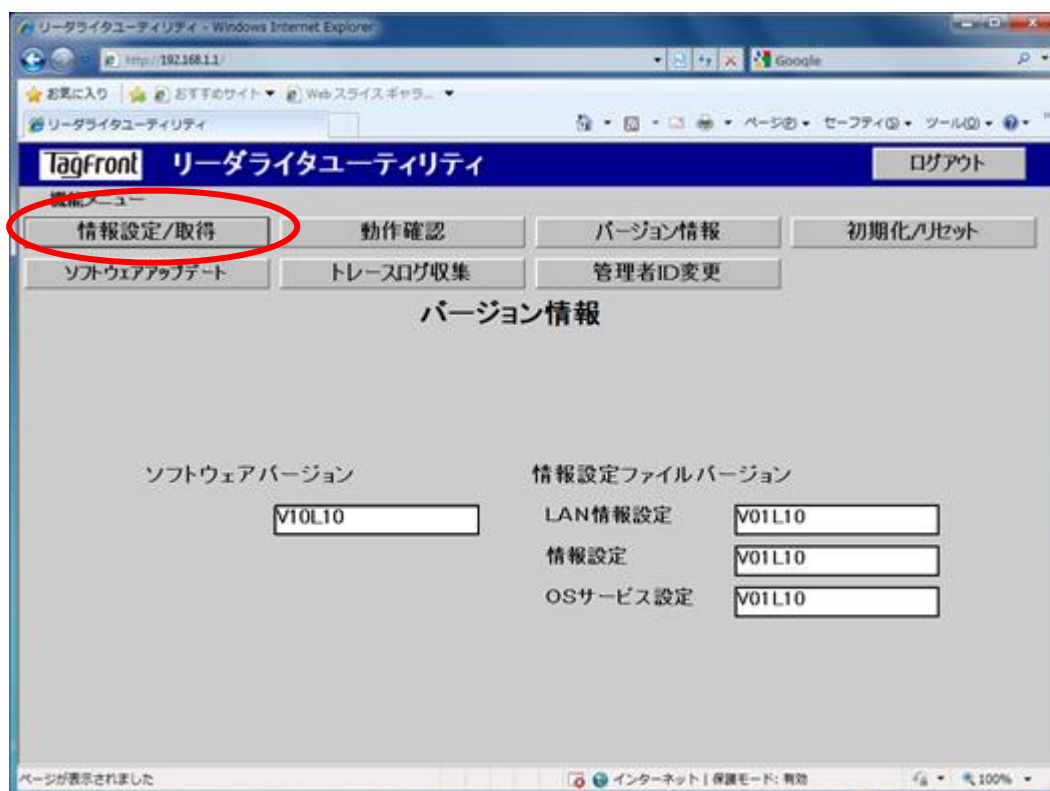 リーダライタユーティリティ - Windows Internet Explorer
http://192.168.1.1/
Google
お気に入り おすすめサイト Web スライス ギャラ...
リーダライタユーティリティ
ページ(P) セーフティ(S) ツール(O)
TagFront リーダライタユーティリティ ログアウト
機能メニュー
情報設定/取得 動作確認 バージョン情報 初期化/リセット
ソフトウェアアップデート トレースログ収集 管理者ID変更
バージョン情報
ソフトウェアバージョン 情報設定ファイルバージョン
V10L10 LAN情報設定 V01L10
情報設定 V01L10
OSサービス設定 V01L10
ページが表示されました インターネット | 保護モード: 有効 100%